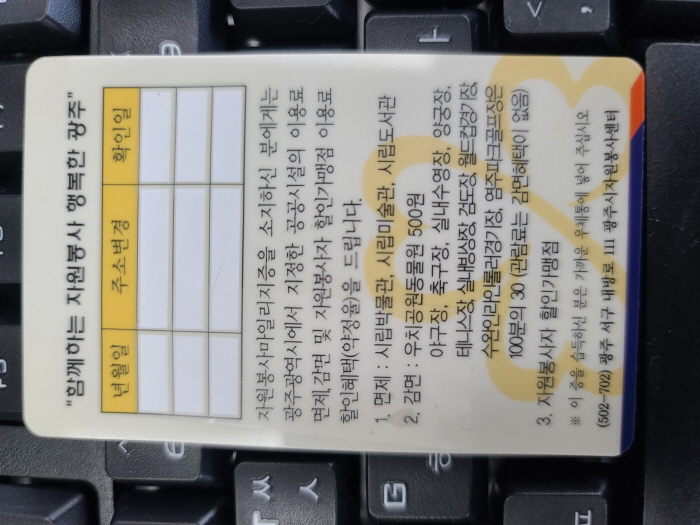 "함께하는 자원봉사 행복한 광주"
년월일 주소변경 확인일
자원봉사마일리지증을 소지하신 분에게는
광주광역시에서 지정한 공공시설의 이용료
면제,감면 및 자원봉사자 할인가맹점 이용료
할인혜택(약정율)을 드립니다.
1. 면제 : 시립박물관, 시립미술관, 시립도서관
2. 감면 : 우치공원동물원 500원
야구장, 축구장, 실내수영장, 양궁장,
테니스장, 실내빙상장, 검도장, 월드컵경기장,
수완인라인롤러경기장, 염주파크골프장은
100분의 30 (관람료는 감면혜택이 없음)
3. 자원봉사자 할인가맹점
※ 이 증을 습득하신 분은 가까운 우체통에 넣어 주십시오
(502-702) 광주 서구 내방로 111 광주시자원봉사센터
ㅆ
ㅅ
G
ㅎ
ㅍ
ㅜ